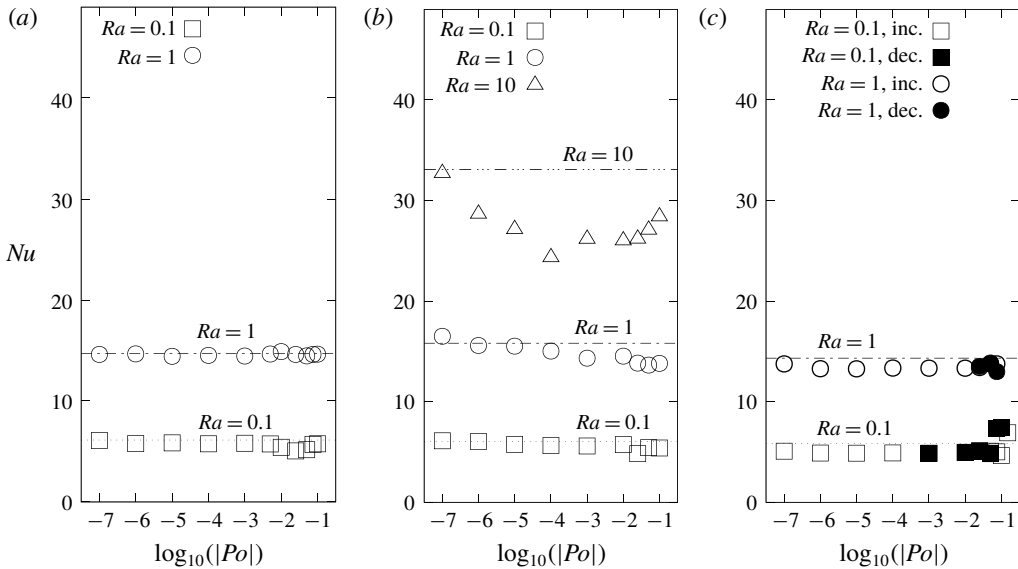 (a)
Ra = 0.1
Ra = 1
40
30
Nu
20
Ra = 1
10
Ra = 0.1
0
−7 −6 −5 −4 −3 −2 −1
log10(|Po|)
(b)
Ra = 0.1
Ra = 1
Ra = 10
40
Ra = 10
30
20
Ra = 1
10
Ra = 0.1
0
−7 −6 −5 −4 −3 −2 −1
log10(|Po|)
(c)
Ra = 0.1, inc.
Ra = 0.1, dec.
Ra = 1, inc.
Ra = 1, dec.
40
30
20
Ra = 1
10
Ra = 0.1
0
−7 −6 −5 −4 −3 −2 −1
log10(|Po|)